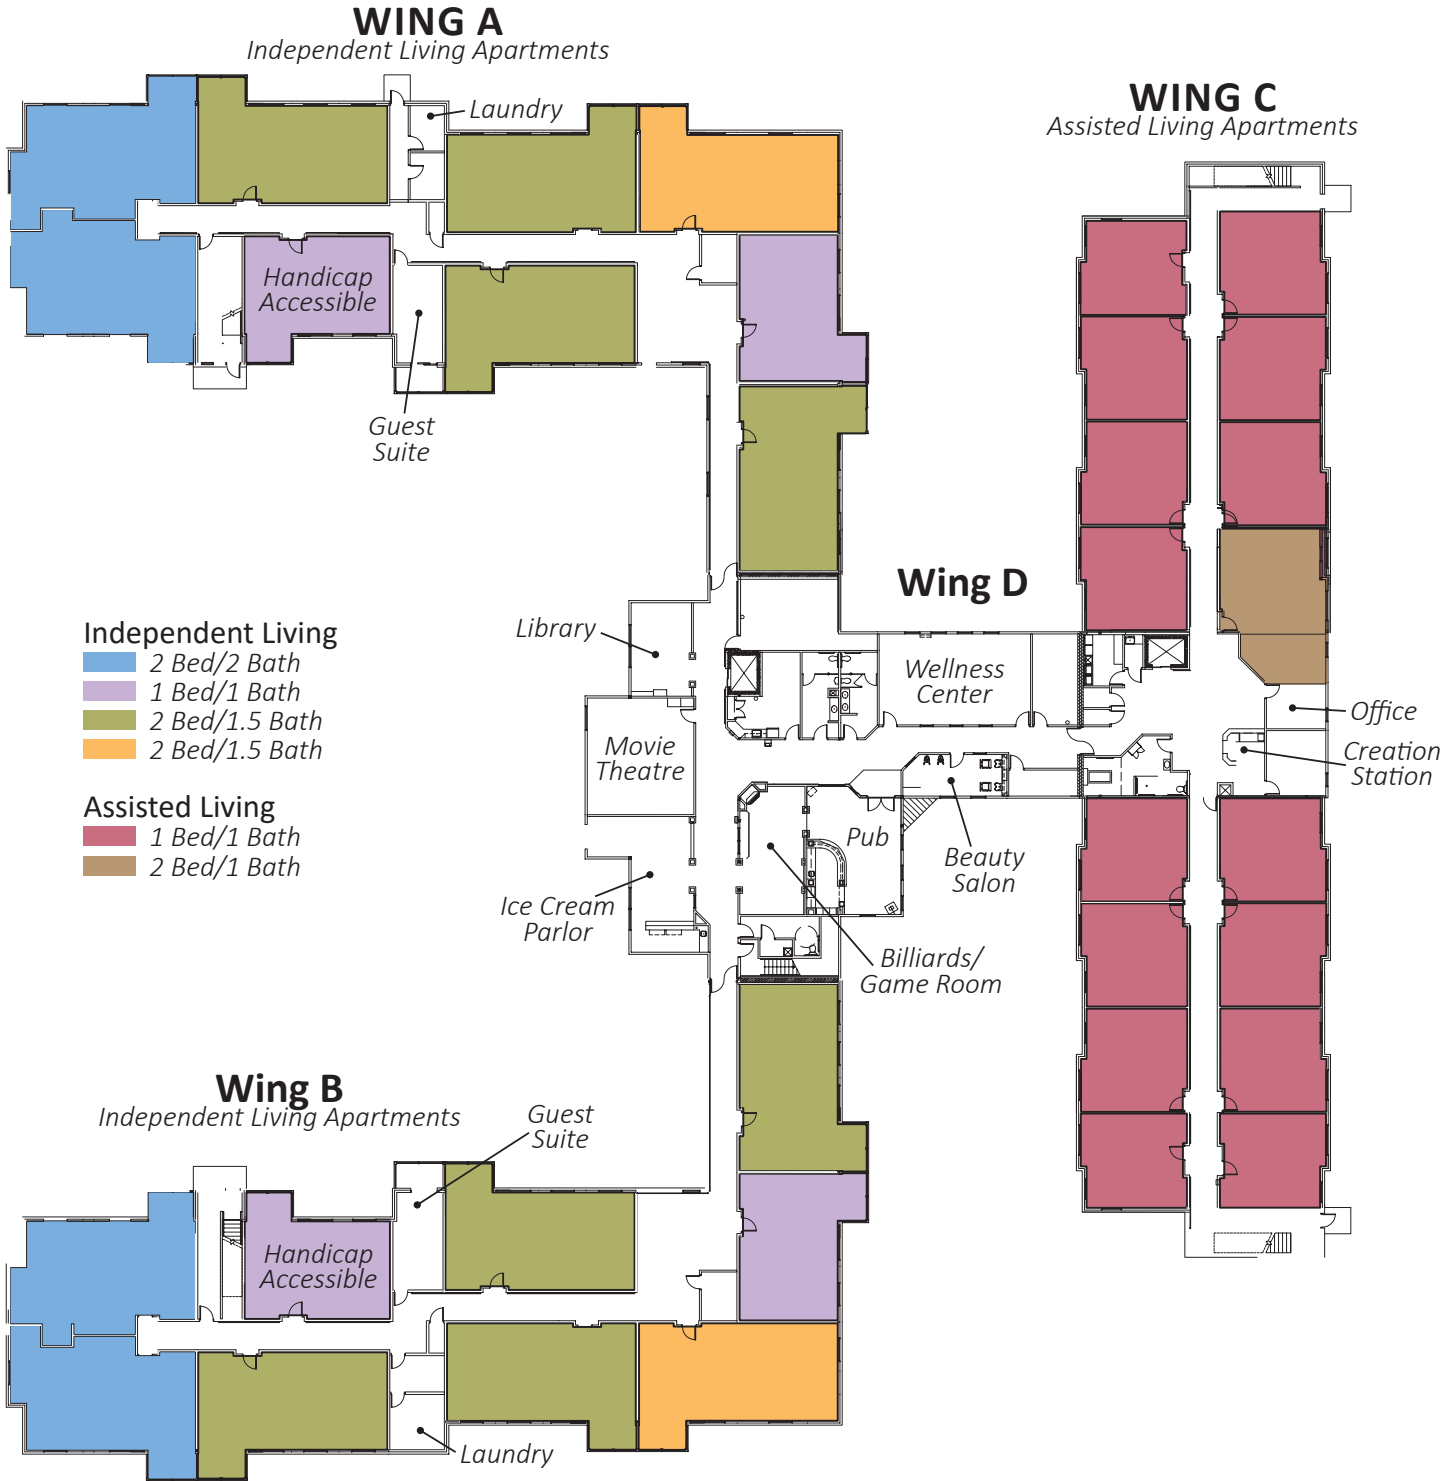 WING A
Independent Living Apartments
Laundry
WING C
Assisted Living Apartments
Handicap
Accessible
Guest
Suite
Wing D
Independent Living
2 Bed/2 Bath
1 Bed/1 Bath
2 Bed/1.5 Bath
2 Bed/1.5 Bath
Assisted Living
1 Bed/1 Bath
2 Bed/1 Bath
Library
Wellness
Center
Movie
Theatre
Office
Creation
Station
Pub
Beauty
Salon
Ice Cream
Parlor
Billiards/
Game Room
Wing B
Independent Living Apartments
Guest
Suite
Handicap
Accessible
Laundry